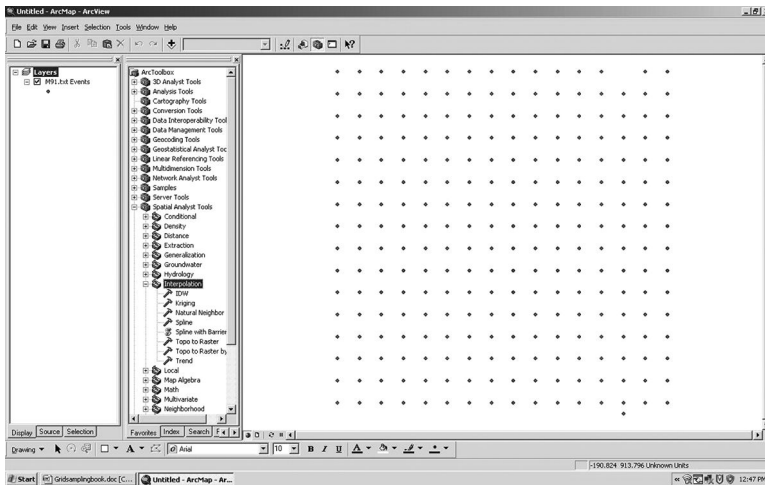 Untitled - ArcMap - ArcView
File Edit View Insert Selection Tools Window Help
Layers
M91.txt Events
ArcToolbox
3D Analyst Tools
Analysis Tools
Cartography Tools
Conversion Tools
Data Interoperability Tool
Data Management Tools
Geocoding Tools
Geostatistical Analyst Toc
Linear Referencing Tools
Multidimension Tools
Network Analyst Tools
Samples
Server Tools
Spatial Analyst Tools
Conditional
Density
Distance
Extraction
Generalization
Groundwater
Hydrology
Interpolation
IDW
Kriging
Natural Neighbor
Spline
Spline with Barrier
Topo to Raster
Topo to Raster by
Trend
Local
Map Algebra
Math
Multivariate
Neighborhood
Display Source Selection
Favorites Index Search F
Drawing A Arial 10 B I U A
-190.824 913.796 Unknown Units
Start Gridsamplingbook.doc [C... Untitled - ArcMap - Ar... 12:47 PM